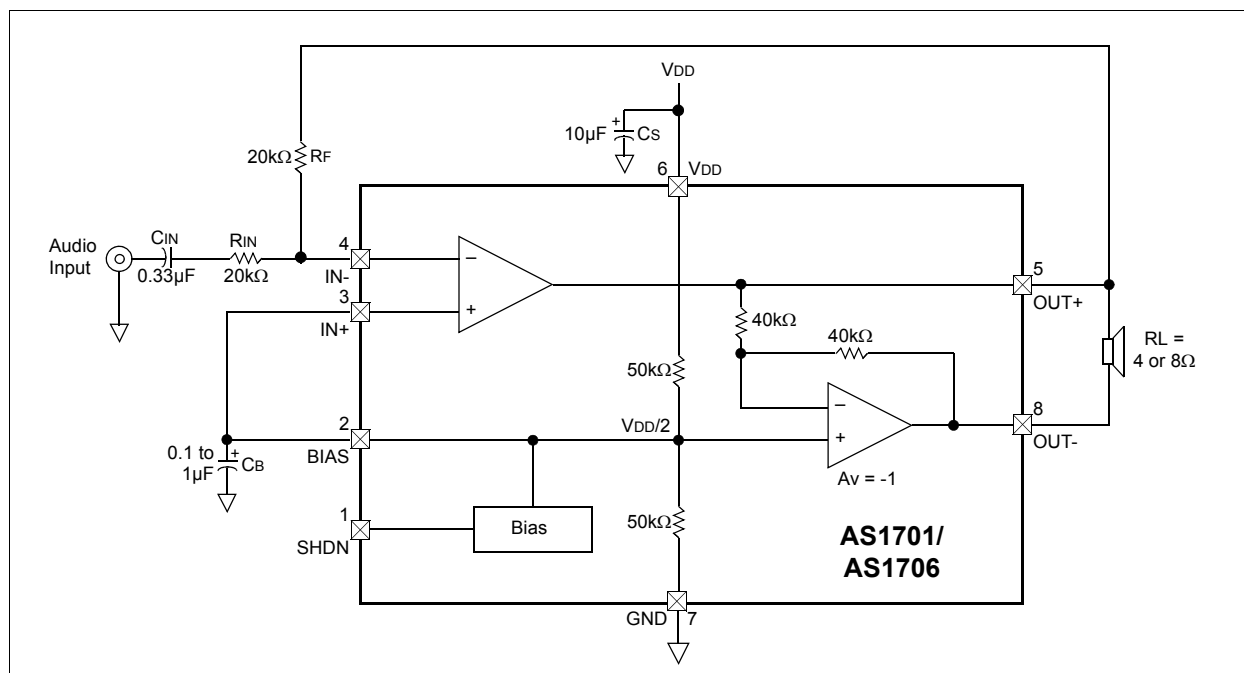 VDD
10µF
+
CS
20kΩ
RF
6
VDD
Audio
Input
CIN
0.33µF
RIN
20kΩ
4
IN-
3
IN+
−
+
5
OUT+
40kΩ
40kΩ
RL =
4 or 8Ω
50kΩ
2
BIAS
VDD/2
−
+
8
OUT-
Av = -1
0.1 to
1µF
+
CB
1
SHDN
Bias
50kΩ
AS1701/
AS1706
GND
7